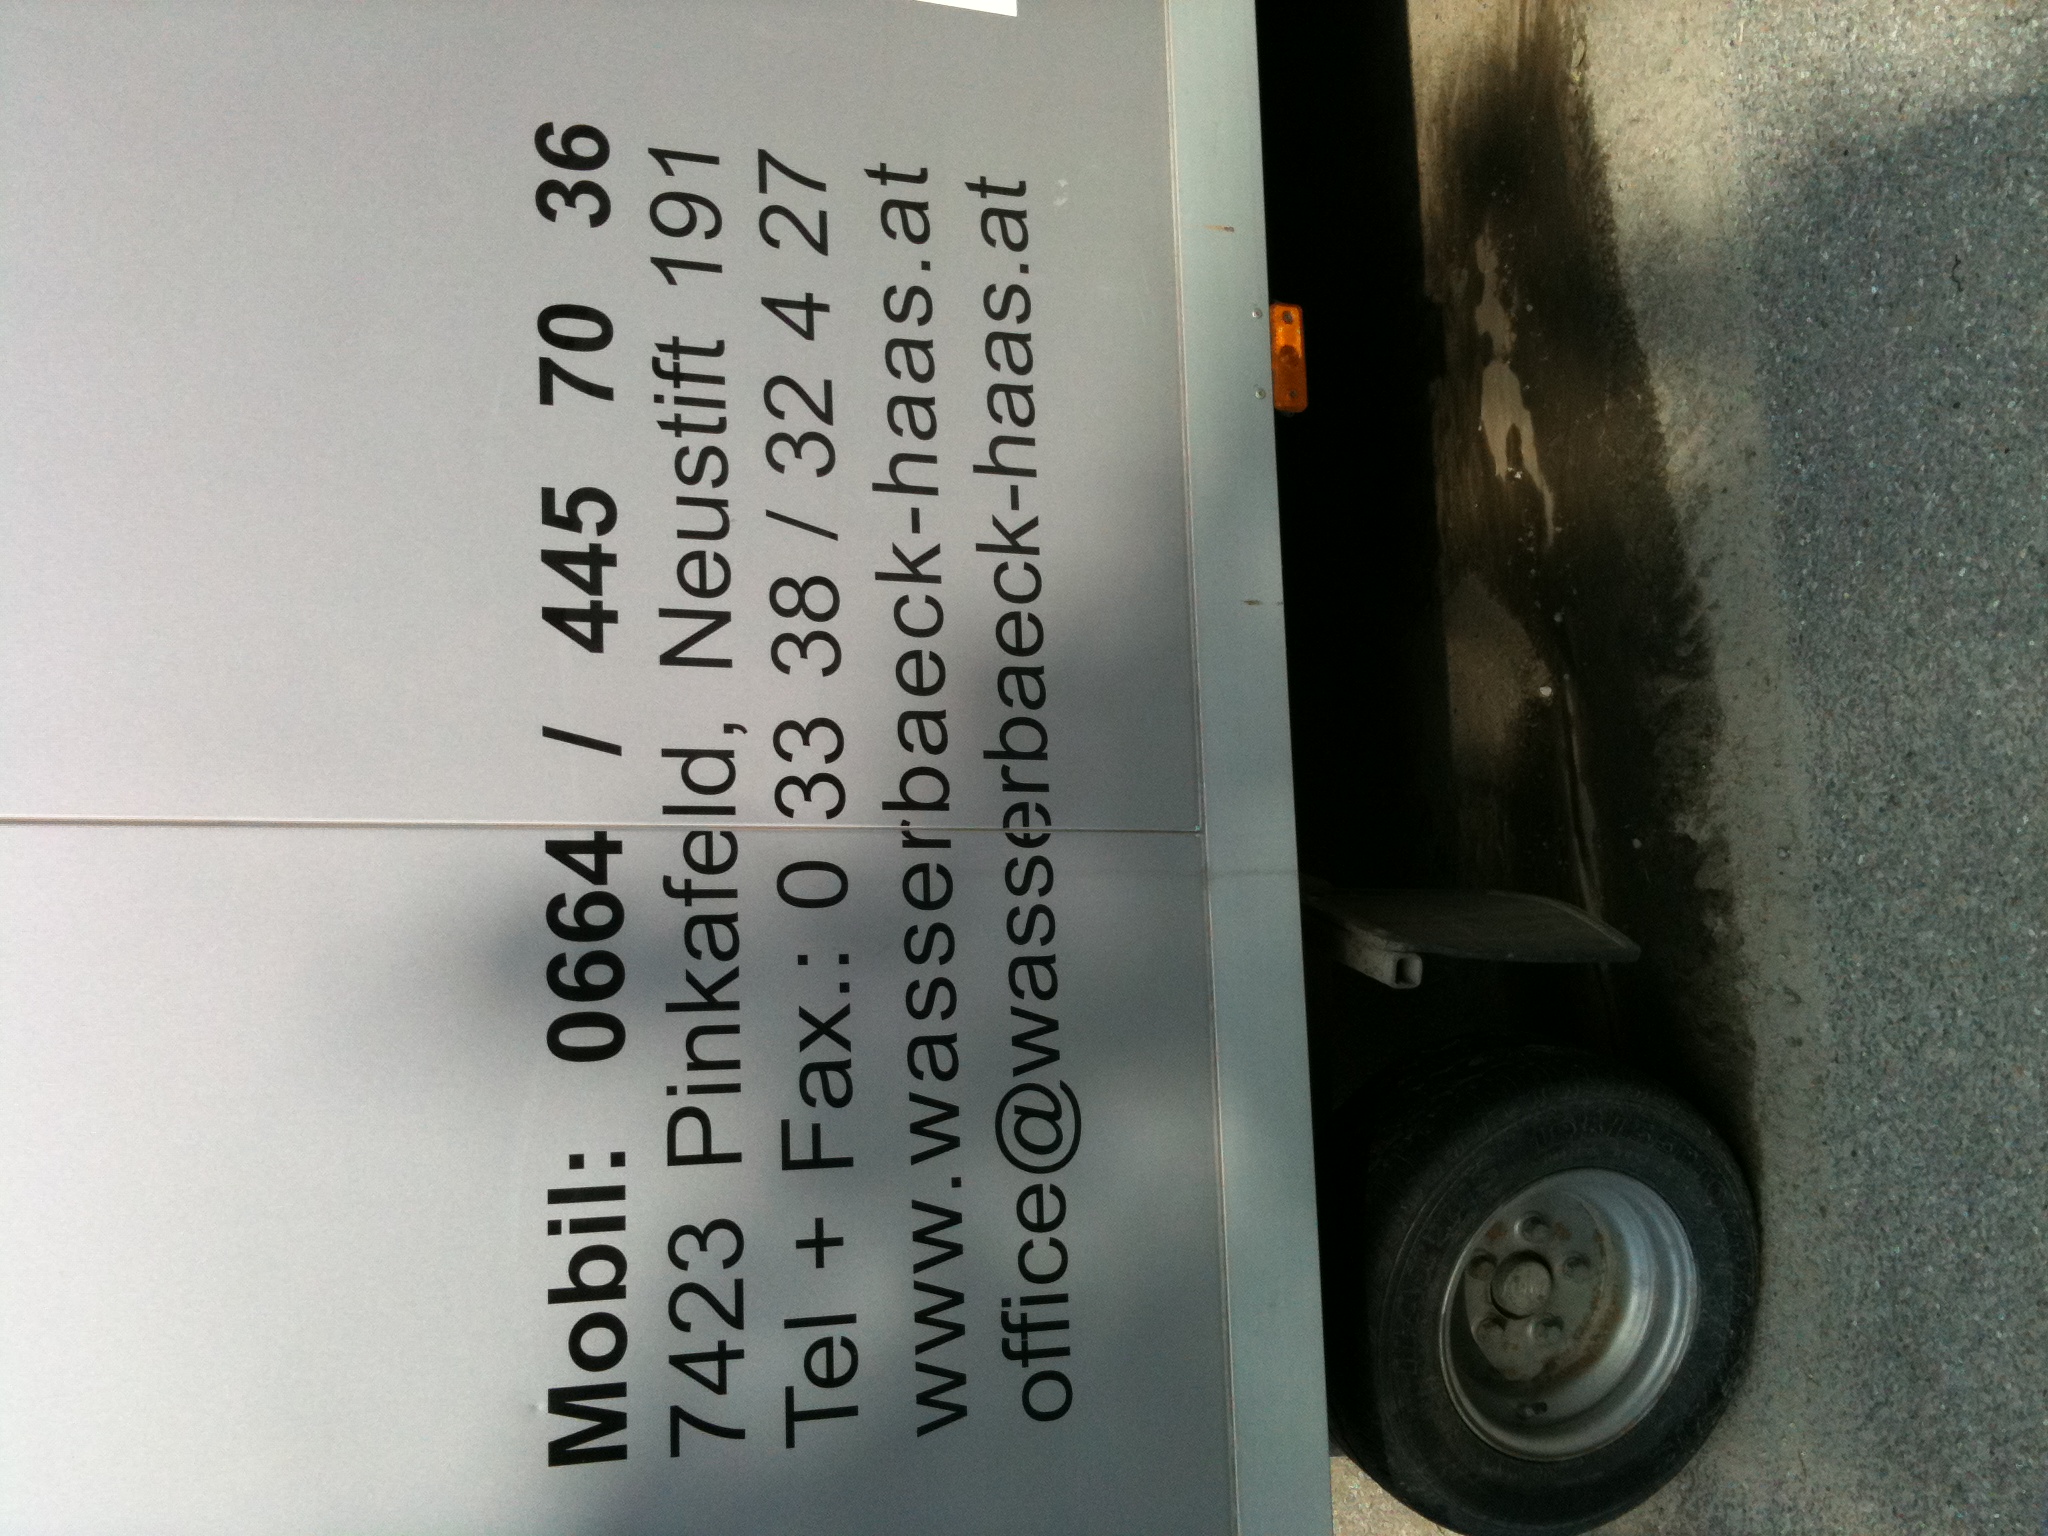 Mobil: 0664 / 445 70 36
7423 Pinkafeld, Neustift 191
Tel + Fax.: 0 33 38 / 32 4 27
www.wasserbaeck-haas.at
office@wasserbaeck-haas.at